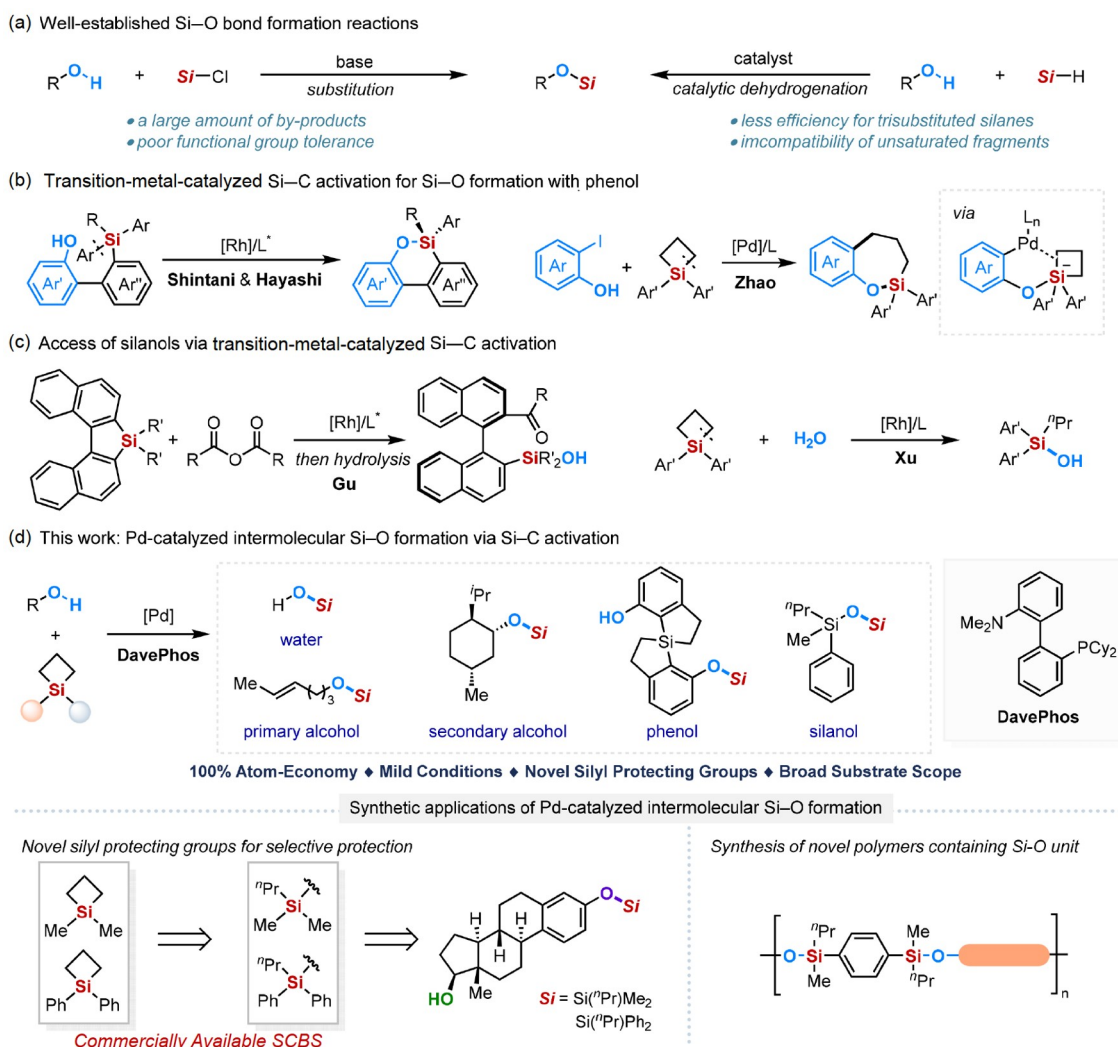 (a) Well-established Si–O bond formation reactions
R O H + Si—Cl base substitution R O Si catalyst catalytic dehydrogenation R O H + Si—H
• a large amount of by-products
• poor functional group tolerance
• less efficiency for trisubstituted silanes
• imcompatibility of unsaturated fragments
(b) Transition-metal-catalyzed Si—C activation for Si—O formation with phenol
HO R Si Ar Ar Ar' Ar'' [Rh]/L* Shintani & Hayashi R Ar O Si Ar' Ar''
I Ar OH + Si Ar' Ar' [Pd]/L Zhao Ar O Si Ar' Ar'
via Ln Pd Ar O Si – Ar' Ar'
(c) Access of silanols via transition-metal-catalyzed Si—C activation
Si R' R' + R O O O R [Rh]/L* then hydrolysis Gu R O SiR'2OH
Si Ar' Ar' + H2O [Rh]/L Xu nPr Ar' Si Ar' OH
(d) This work: Pd-catalyzed intermolecular Si–O formation via Si–C activation
R O H + Si [Pd] DavePhos
H O Si
water
Me ( )3 O Si
primary alcohol
iPr O Si Me
secondary alcohol
HO Si O Si
phenol
nPr Si O Si Me
silanol
Me2N PCy2
DavePhos
100% Atom-Economy ♦ Mild Conditions ♦ Novel Silyl Protecting Groups ♦ Broad Substrate Scope
Synthetic applications of Pd-catalyzed intermolecular Si–O formation
Novel silyl protecting groups for selective protection
Si Me Me
Si Ph Ph
nPr Si Me Me
nPr Si Ph Ph
O Si H H H Me HO
Si = Si(nPr)Me2
Si(nPr)Ph2
Commercially Available SCBS
Synthesis of novel polymers containing Si-O unit
O Si nPr Me Me Si O nPr n